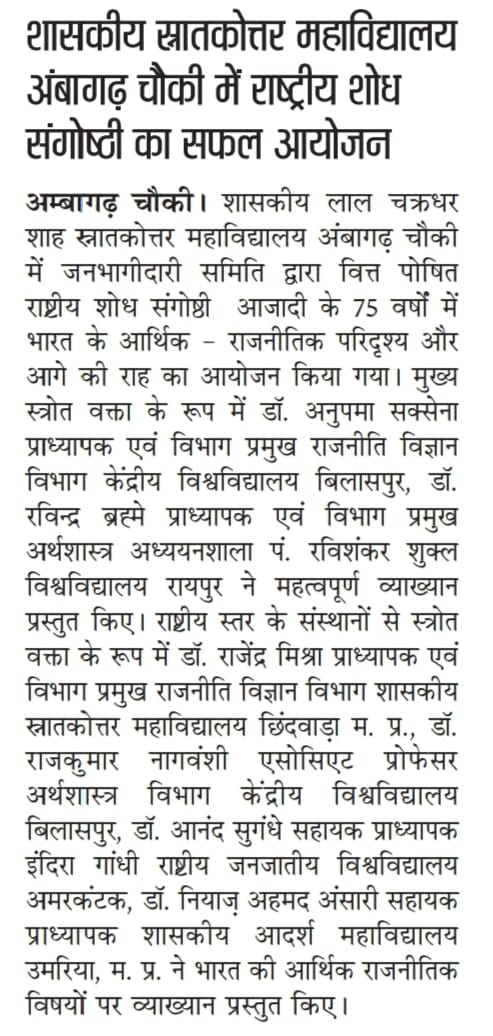 शासकीय स्नातकोत्तर महाविद्यालय
अंबागढ़ चौकी में राष्ट्रीय शोध
संगोष्ठी का सफल आयोजन
अम्बागढ़ चौकी। शासकीय लाल चक्रधर
शाह स्नातकोत्तर महाविद्यालय अंबागढ़ चौकी
में जनभागीदारी समिति द्वारा वित्त पोषित
राष्ट्रीय शोध संगोष्ठी आजादी के 75 वर्षों में
भारत के आर्थिक – राजनीतिक परिदृश्य और
आगे की राह का आयोजन किया गया। मुख्य
स्त्रोत वक्ता के रूप में डॉ. अनुपमा सक्सेना
प्राध्यापक एवं विभाग प्रमुख राजनीति विज्ञान
विभाग केंद्रीय विश्वविद्यालय बिलासपुर, डॉ.
रविन्द्र ब्रह्मे प्राध्यापक एवं विभाग प्रमुख
अर्थशास्त्र अध्ययनशाला पं. रविशंकर शुक्ल
विश्वविद्यालय रायपुर ने महत्वपूर्ण व्याख्यान
प्रस्तुत किए। राष्ट्रीय स्तर के संस्थानों से स्त्रोत
वक्ता के रूप में डॉ. राजेंद्र मिश्रा प्राध्यापक एवं
विभाग प्रमुख राजनीति विज्ञान विभाग शासकीय
स्नातकोत्तर महाविद्यालय छिंदवाड़ा म. प्र., डॉ.
राजकुमार नागवंशी एसोसिएट प्रोफेसर
अर्थशास्त्र विभाग केंद्रीय विश्वविद्यालय
बिलासपुर, डॉ. आनंद सुगंधे सहायक प्राध्यापक
इंदिरा गांधी राष्ट्रीय जनजातीय विश्वविद्यालय
अमरकंटक, डॉ. नियाज़ अहमद अंसारी सहायक
प्राध्यापक शासकीय आदर्श महाविद्यालय
उमरिया, म. प्र. ने भारत की आर्थिक राजनीतिक
विषयों पर व्याख्यान प्रस्तुत किए।